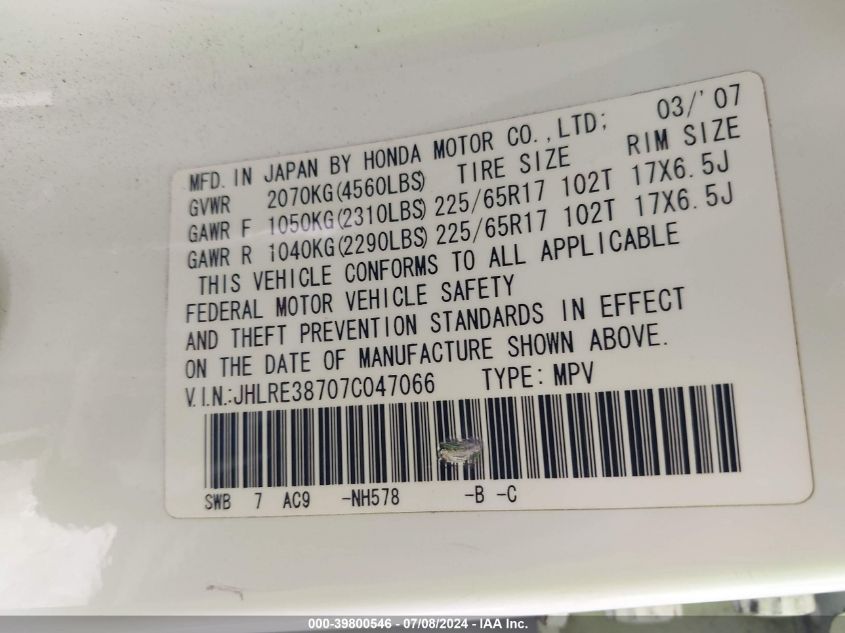 MFD. IN JAPAN BY HONDA MOTOR CO.,LTD; 03/'07
GVWR 2070KG(4560LBS) TIRE SIZE RIM SIZE
GAWR F 1050KG(2310LBS) 225/65R17 102T 17X6.5J
GAWR R 1040KG(2290LBS) 225/65R17 102T 17X6.5J
THIS VEHICLE CONFORMS TO ALL APPLICABLE
FEDERAL MOTOR VEHICLE SAFETY
AND THEFT PREVENTION STANDARDS IN EFFECT
ON THE DATE OF MANUFACTURE SHOWN ABOVE.
V.I.N.:JHLRE38707C047066 TYPE: MPV
SWB 7 AC9 -NH578 -B -C
000-39800546 - 07/08/2024 - IAA Inc.